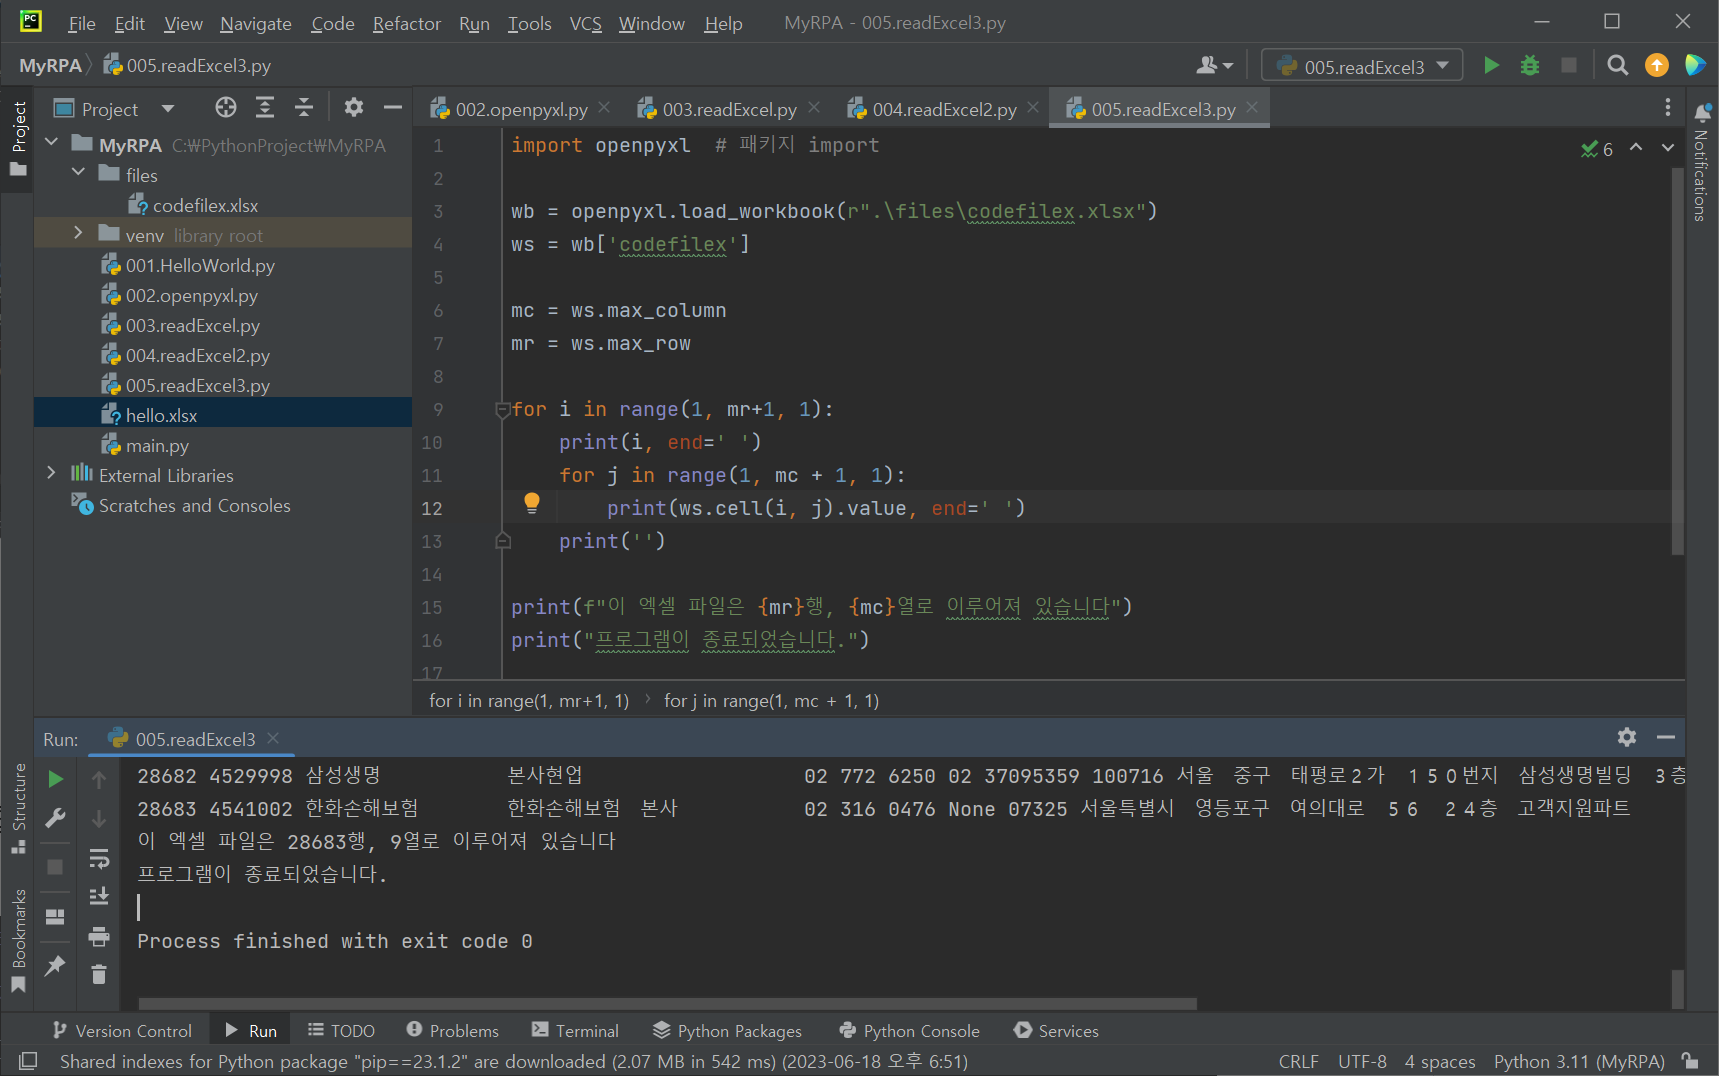 PC
File Edit View Navigate Code Refactor Run Tools VCS Window Help MyRPA - 005.readExcel3.py
MyRPA 005.readExcel3.py 005.readExcel3
Project
Project
002.openpyxl.py 003.readExcel.py 004.readExcel2.py 005.readExcel3.py
MyRPA C:₩PythonProject₩MyRPA
files
codefilex.xlsx
venv library root
001.HelloWorld.py
002.openpyxl.py
003.readExcel.py
004.readExcel2.py
005.readExcel3.py
hello.xlsx
main.py
External Libraries
Scratches and Consoles
1 import openpyxl  # 패키지 import
2
3 wb = openpyxl.load_workbook(r".\files\codefilex.xlsx")
4 ws = wb['codefilex']
5
6 mc = ws.max_column
7 mr = ws.max_row
8
9 for i in range(1, mr+1, 1):
10     print(i, end=' ')
11     for j in range(1, mc + 1, 1):
12         print(ws.cell(i, j).value, end=' ')
13     print('')
14
15 print(f"이 엑셀 파일은 {mr}행, {mc}열로 이루어져 있습니다")
16 print("프로그램이 종료되었습니다.")
17
6
Notifications
for i in range(1, mr+1, 1) › for j in range(1, mc + 1, 1)
Run: 005.readExcel3
Structure
Bookmarks
28682 4529998 삼성생명 본사현업 02 772 6250 02 37095359 100716 서울 중구 태평로2가 150번지 삼성생명빌딩 3층
28683 4541002 한화손해보험 한화손해보험 본사 02 316 0476 None 07325 서울특별시 영등포구 여의대로 56 24층 고객지원파트
이 엑셀 파일은 28683행, 9열로 이루어져 있습니다
프로그램이 종료되었습니다.
Process finished with exit code 0
Version Control Run TODO Problems Terminal Python Packages Python Console Services
Shared indexes for Python package "pip==23.1.2" are downloaded (2.07 MB in 542 ms) (2023-06-18 오후 6:51) CRLF UTF-8 4 spaces Python 3.11 (MyRPA)